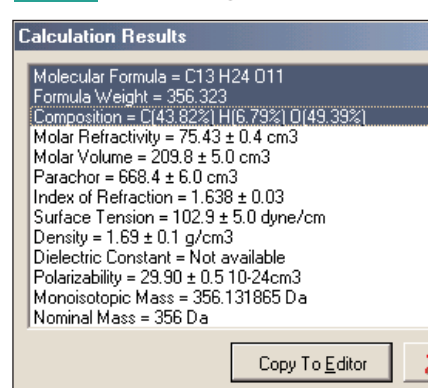 Calculation Results
Molecular Formula = C13 H24 O11
Formula Weight = 356.323
Composition = C(43.82%) H(6.79%) O(49.39%)
Molar Refractivity = 75.43 ± 0.4 cm3
Molar Volume = 209.8 ± 5.0 cm3
Parachor = 668.4 ± 6.0 cm3
Index of Refraction = 1.638 ± 0.03
Surface Tension = 102.9 ± 5.0 dyne/cm
Density = 1.69 ± 0.1 g/cm3
Dielectric Constant = Not available
Polarizability = 29.90 ± 0.5 10-24cm3
Monoisotopic Mass = 356.131865 Da
Nominal Mass = 356 Da
Copy To Editor